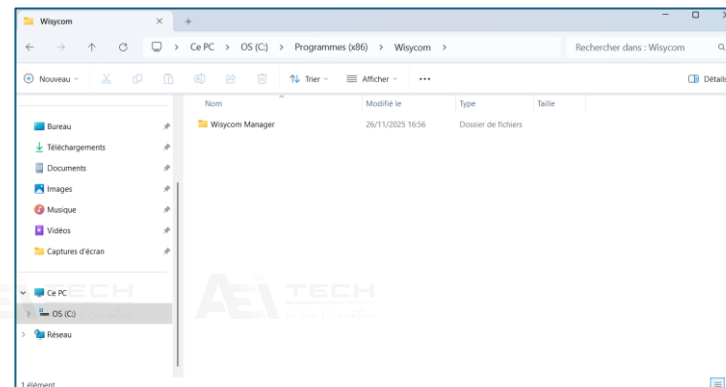 Wisycom
Ce PC > OS (C:) > Programmes (x86) > Wisycom > Rechercher dans : Wisycom
Nouveau Trier Afficher Détails
Nom Modifié le Type Taille
Wisycom Manager 26/11/2025 16:56 Dossier de fichiers
Bureau
Téléchargements
Documents
Images
Musique
Vidéos
Captures d'écran
Ce PC
OS (C:)
Réseau
AEI TECH
1 élément